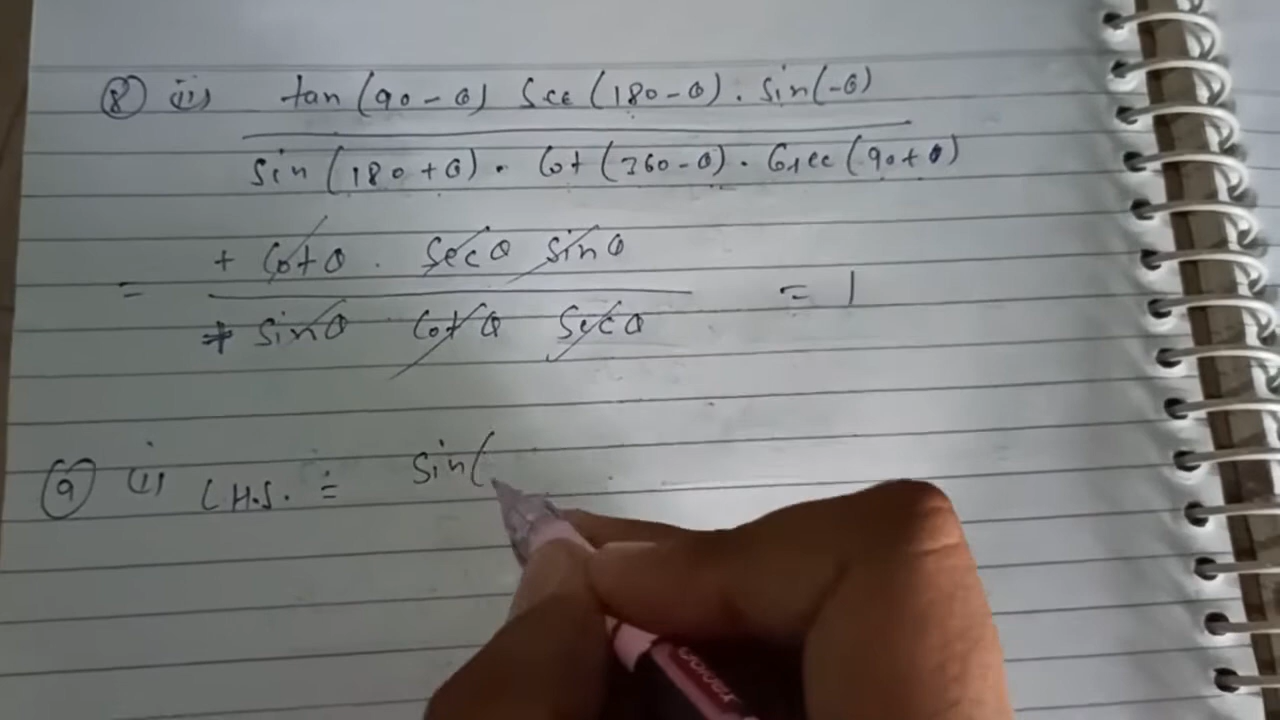 8 ii) tan(90-θ) Sec(180-θ). Sin(-θ)
Sin(180+θ). Cot(360-θ). Cosec(90+θ)
= + Cotθ . Secθ Sinθ
+ Sinθ Cotθ Secθ = 1
9 i) L.H.S. = Sin(